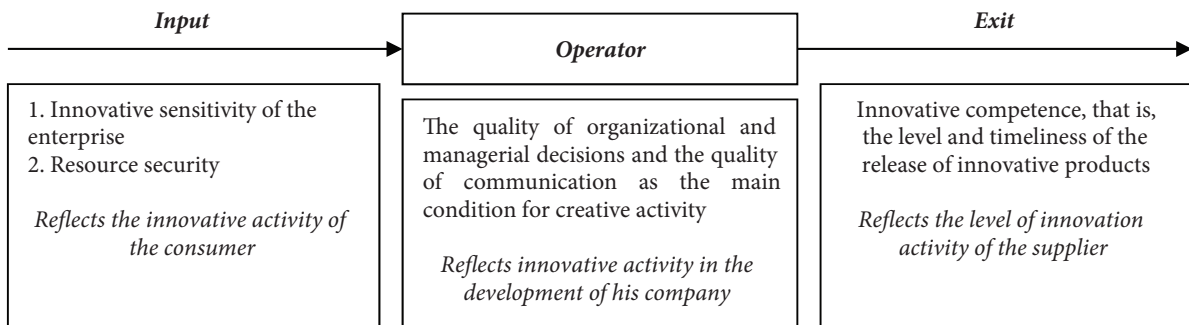 Input
Operator
Exit
1. Innovative sensitivity of the
enterprise
2. Resource security
Reflects the innovative activity of
the consumer
The quality of organizational and
managerial decisions and the quality
of communication as the main
condition for creative activity
Reflects innovative activity in the
development of his company
Innovative competence, that is,
the level and timeliness of the
release of innovative products
Reflects the level of innovation
activity of the supplier